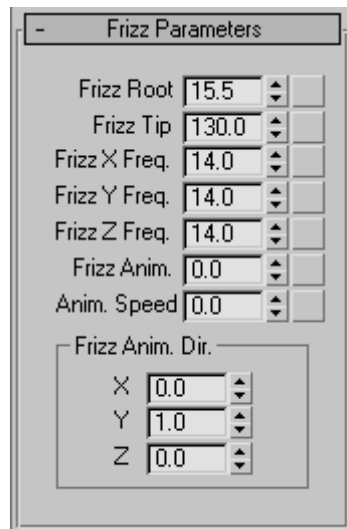 - Frizz Parameters
Frizz Root 15.5
Frizz Tip 130.0
Frizz X Freq. 14.0
Frizz Y Freq. 14.0
Frizz Z Freq. 14.0
Frizz Anim. 0.0
Anim. Speed 0.0
Frizz Anim. Dir.
X 0.0
Y 1.0
Z 0.0